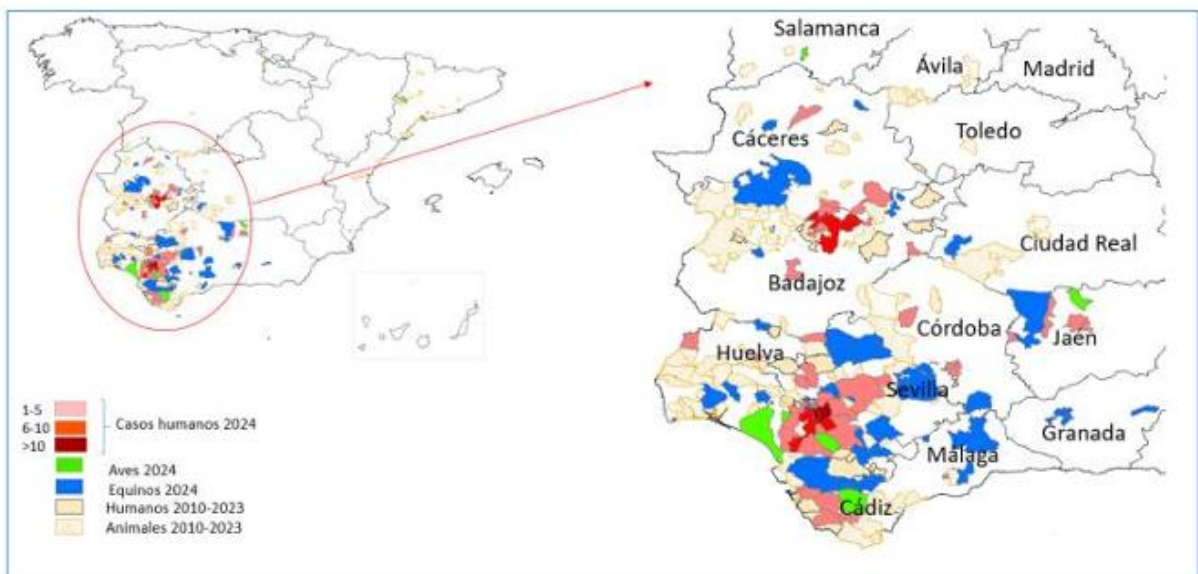 Salamanca
Ávila
Madrid
Cáceres
Toledo
Ciudad Real
Badajoz
Huelva
Córdoba
Jaén
Sevilla
Málaga
Granada
Cádiz
1-5
6-10
>10
Casos humanos 2024
Aves 2024
Equinos 2024
Humanos 2010-2023
Animales 2010-2023